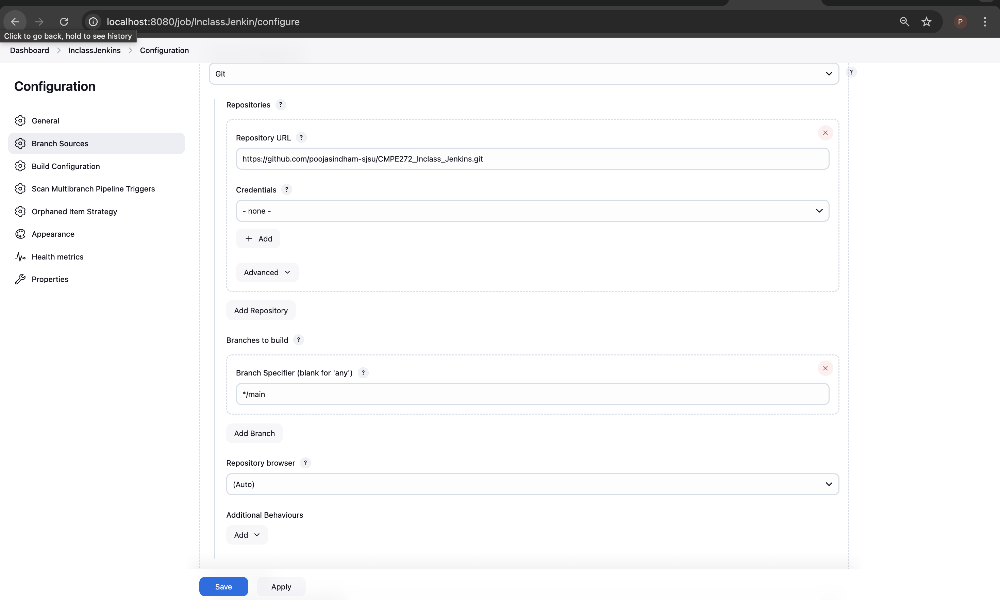 localhost:8080/job/InclassJenkin/configure
P
Click to go back, hold to see history
Dashboard
InclassJenkins
Configuration
Configuration
General
Branch Sources
Build Configuration
Scan Multibranch Pipeline Triggers
Orphaned Item Strategy
Appearance
Health metrics
Properties
Git
?
Repositories ?
Repository URL ?
https://github.com/poojasindham-sjsu/CMPE272_Inclass_Jenkins.git
Credentials ?
- none -
+ Add
Advanced
Add Repository
Branches to build ?
Branch Specifier (blank for 'any') ?
*/main
Add Branch
Repository browser ?
(Auto)
Additional Behaviours
Add
Save
Apply